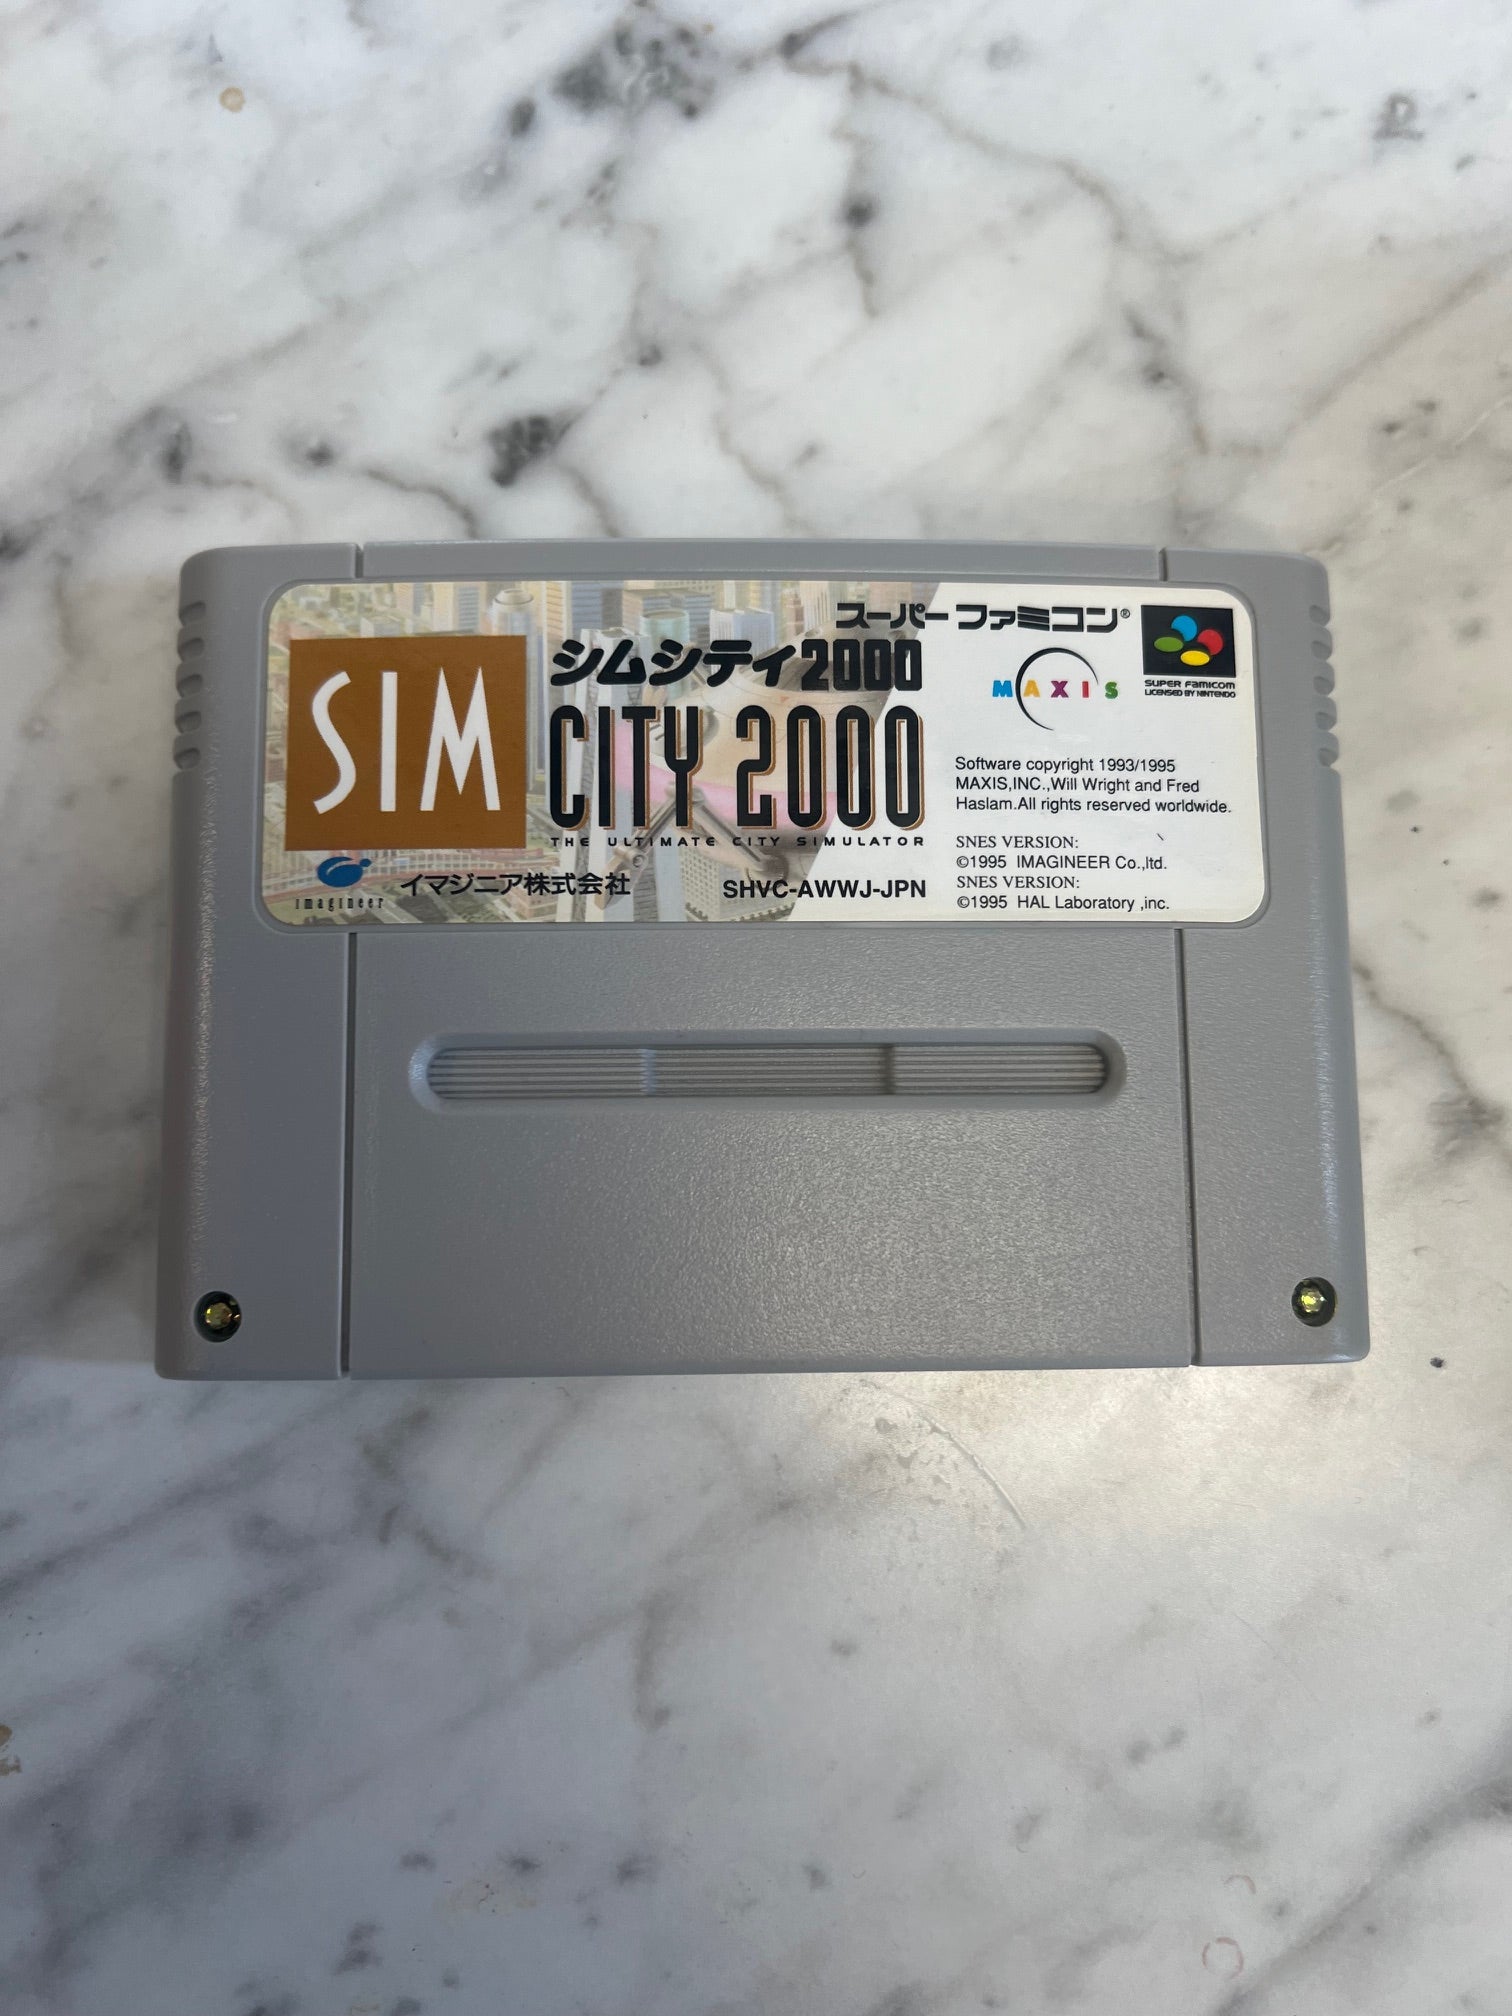 スーパーファミコン®
SIM
シムシティ2000
CITY 2000
THE ULTIMATE CITY SIMULATOR
imagineer
イマジニア株式会社
SHVC-AWWJ-JPN
MAXIS
SUPER FAMICOM
LICENSED BY NINTENDO
Software copyright 1993/1995
MAXIS,INC.,Will Wright and Fred
Haslam.All rights reserved worldwide.
SNES VERSION:
©1995 IMAGINEER Co.,ltd.
SNES VERSION:
©1995 HAL Laboratory ,inc.